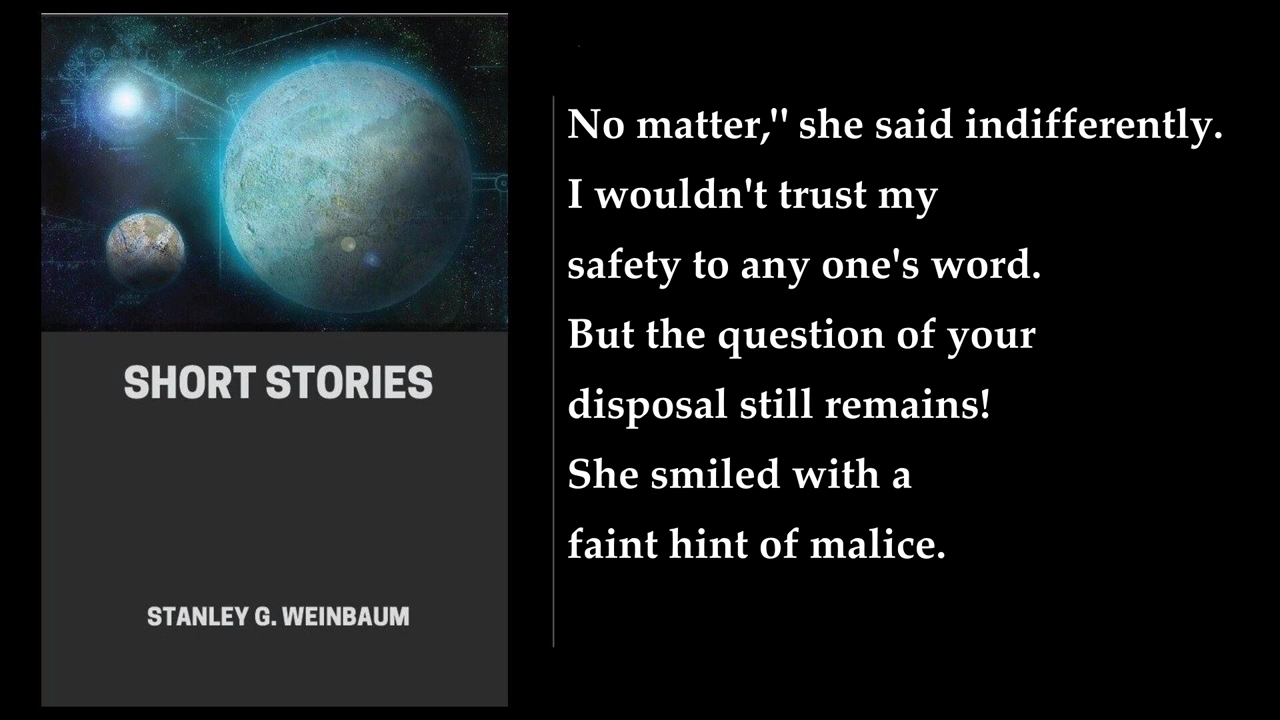 SHORT STORIES
STANLEY G. WEINBAUM
No matter," she said indifferently.
I wouldn't trust my
safety to any one's word.
But the question of your
disposal still remains!
She smiled with a
faint hint of malice.